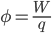 ϕ = W/q